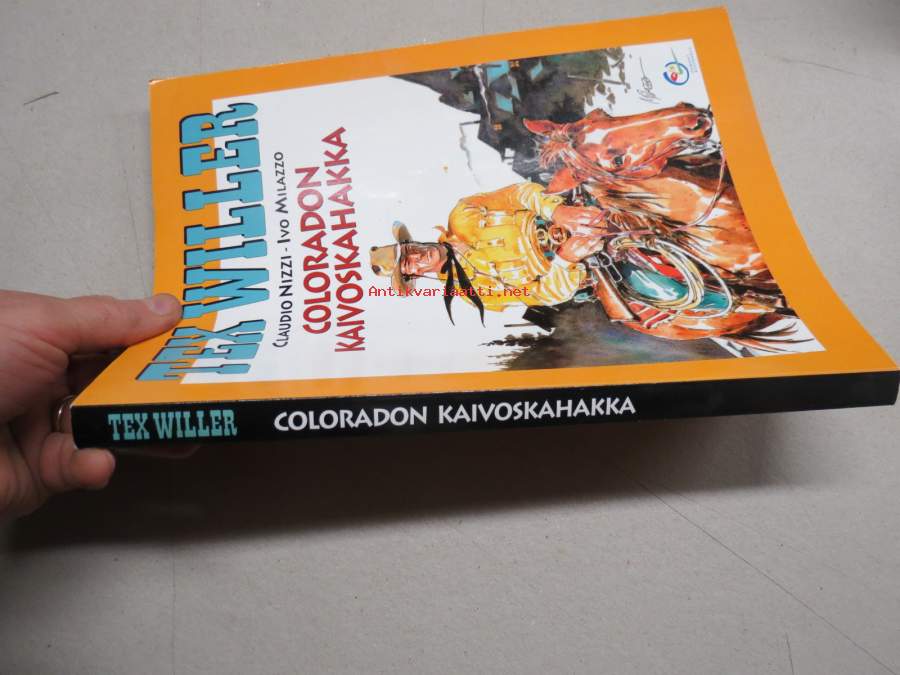 TEX WILLER
CLAUDIO NIZZI - IVO MILAZZO
COLORADON
KAIVOSKAHAKKA
Antikvariaatti.net
TEX WILLER COLORADON KAIVOSKAHAKKA